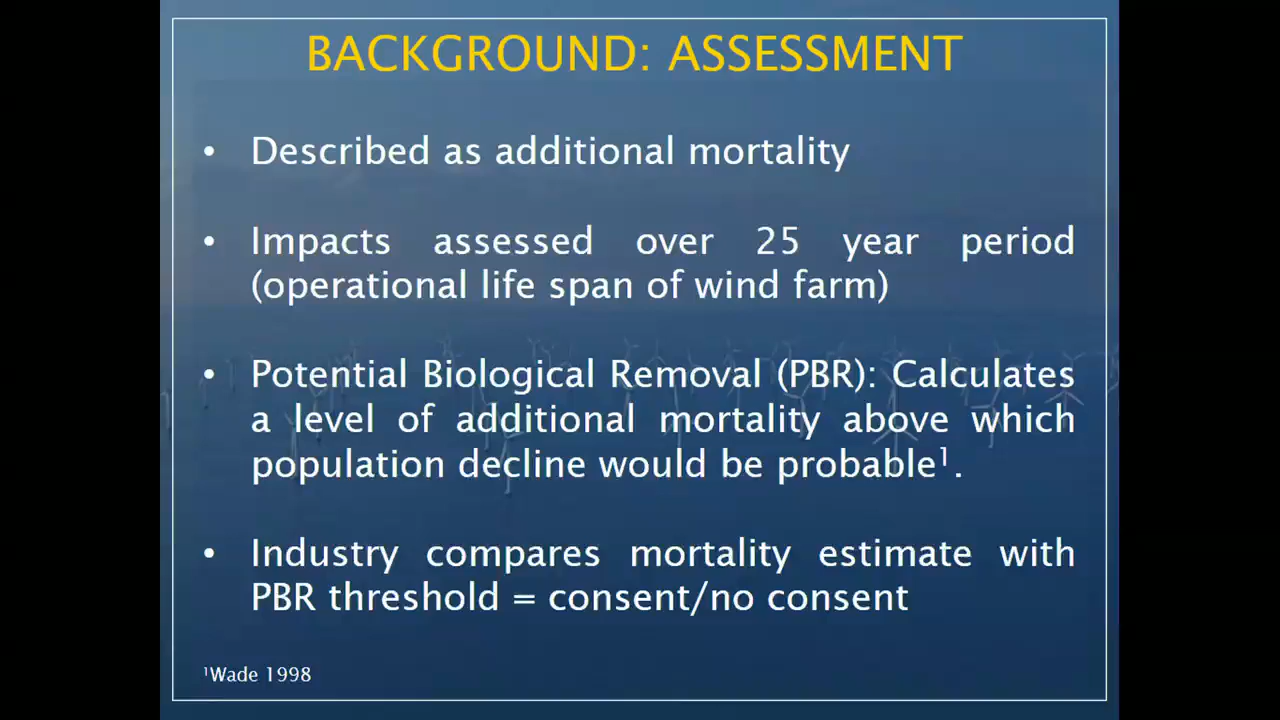 BACKGROUND: ASSESSMENT
• Described as additional mortality
• Impacts assessed over 25 year period
(operational life span of wind farm)
• Potential Biological Removal (PBR): Calculates
a level of additional mortality above which
population decline would be probable¹.
• Industry compares mortality estimate with
PBR threshold = consent/no consent
¹Wade 1998